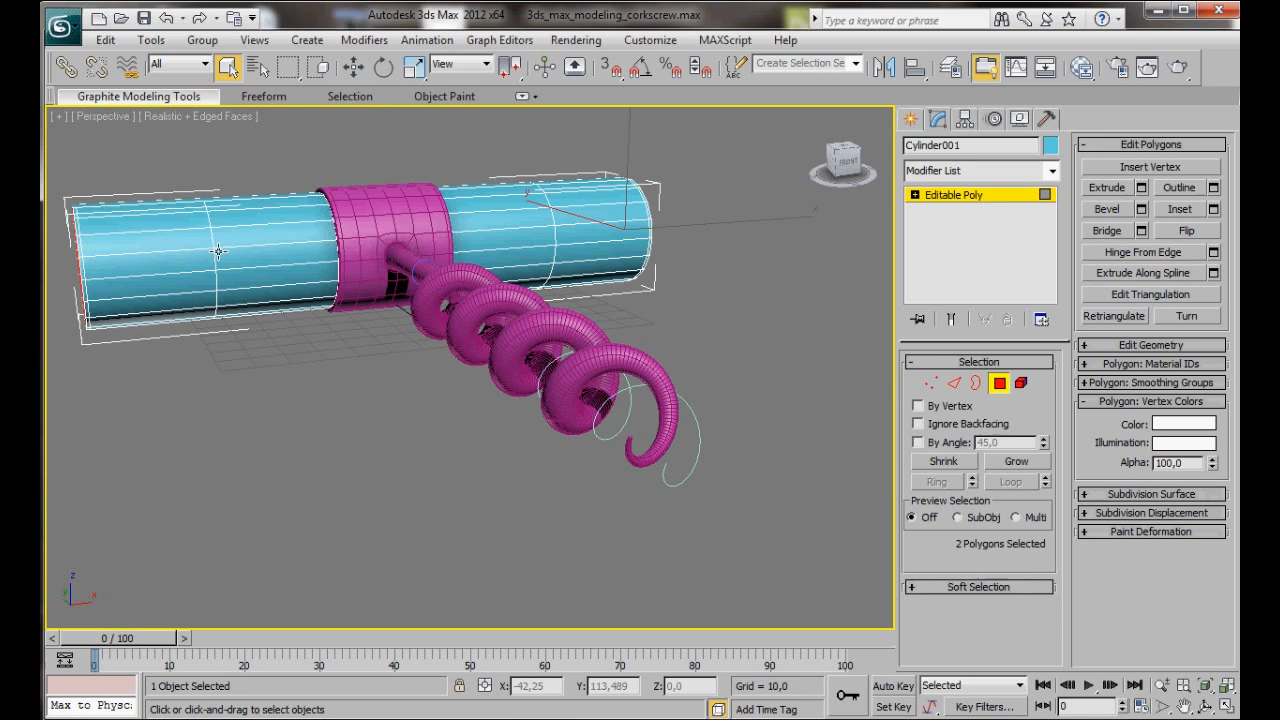 Autodesk 3ds Max 2012 x64 3ds_max_modeling_corkscrew.max
Type a keyword or phrase
Edit Tools Group Views Create Modifiers Animation Graph Editors Rendering Customize MAXScript Help
All View 3 Create Selection Se
Graphite Modeling Tools Freeform Selection Object Paint
[ + ] [ Perspective ] [ Realistic + Edged Faces ]
FRONT
Cylinder001
Modifier List
Editable Poly
Selection
By Vertex
Ignore Backfacing
By Angle: 45,0
Shrink Grow
Ring Loop
Preview Selection
Off SubObj Multi
2 Polygons Selected
Soft Selection
Edit Polygons
Insert Vertex
Extrude Outline
Bevel Inset
Bridge Flip
Hinge From Edge
Extrude Along Spline
Edit Triangulation
Retriangulate Turn
Edit Geometry
Polygon: Material IDs
Polygon: Smoothing Groups
Polygon: Vertex Colors
Color:
Illumination:
Alpha: 100,0
Subdivision Surface
Subdivision Displacement
Paint Deformation
z
y
x
0 / 100
0 10 20 30 40 50 60 70 80 90 100
1 Object Selected X: -42,25 Y: 113,489 Z: 0,0 Grid = 10,0 Auto Key Selected
Max to Physc: Click or click-and-drag to select objects Add Time Tag Set Key Key Filters... 0